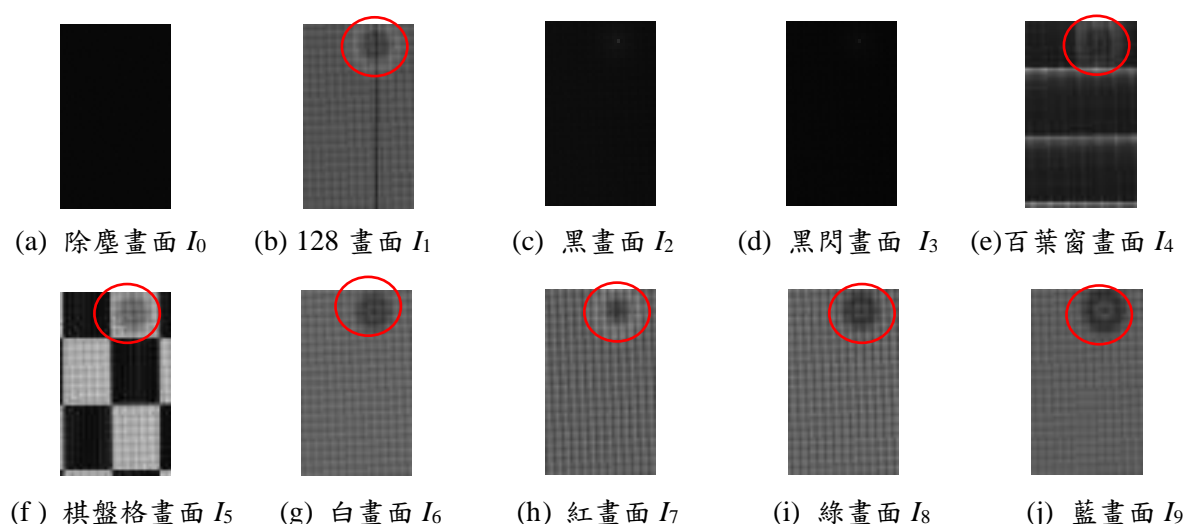 (a) 除塵畫面 I0 (b) 128 畫面 I1 (c) 黑畫面 I2 (d) 黑閃畫面 I3 (e)百葉窗畫面 I4
(f ) 棋盤格畫面 I5 (g) 白畫面 I6 (h) 紅畫面 I7 (i) 綠畫面 I8 (j) 藍畫面 I9